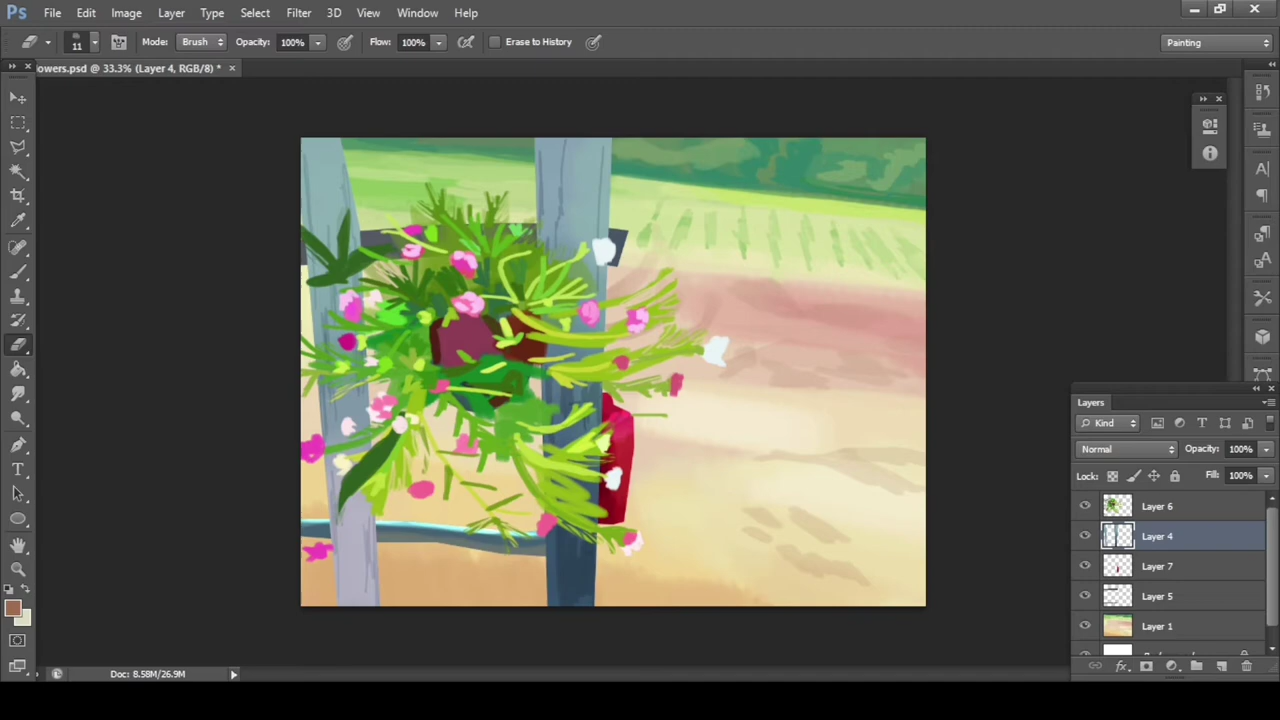 Ps File Edit Image Layer Type Select Filter 3D View Window Help
11 Mode: Brush Opacity: 100% Flow: 100% Erase to History Painting
owers.psd @ 33.3% (Layer 4, RGB/8) * ×
Layers
Kind
Normal Opacity: 100%
Lock: Fill: 100%
Layer 6
Layer 4
Layer 7
Layer 5
Layer 1
Doc: 8.58M/26.9M